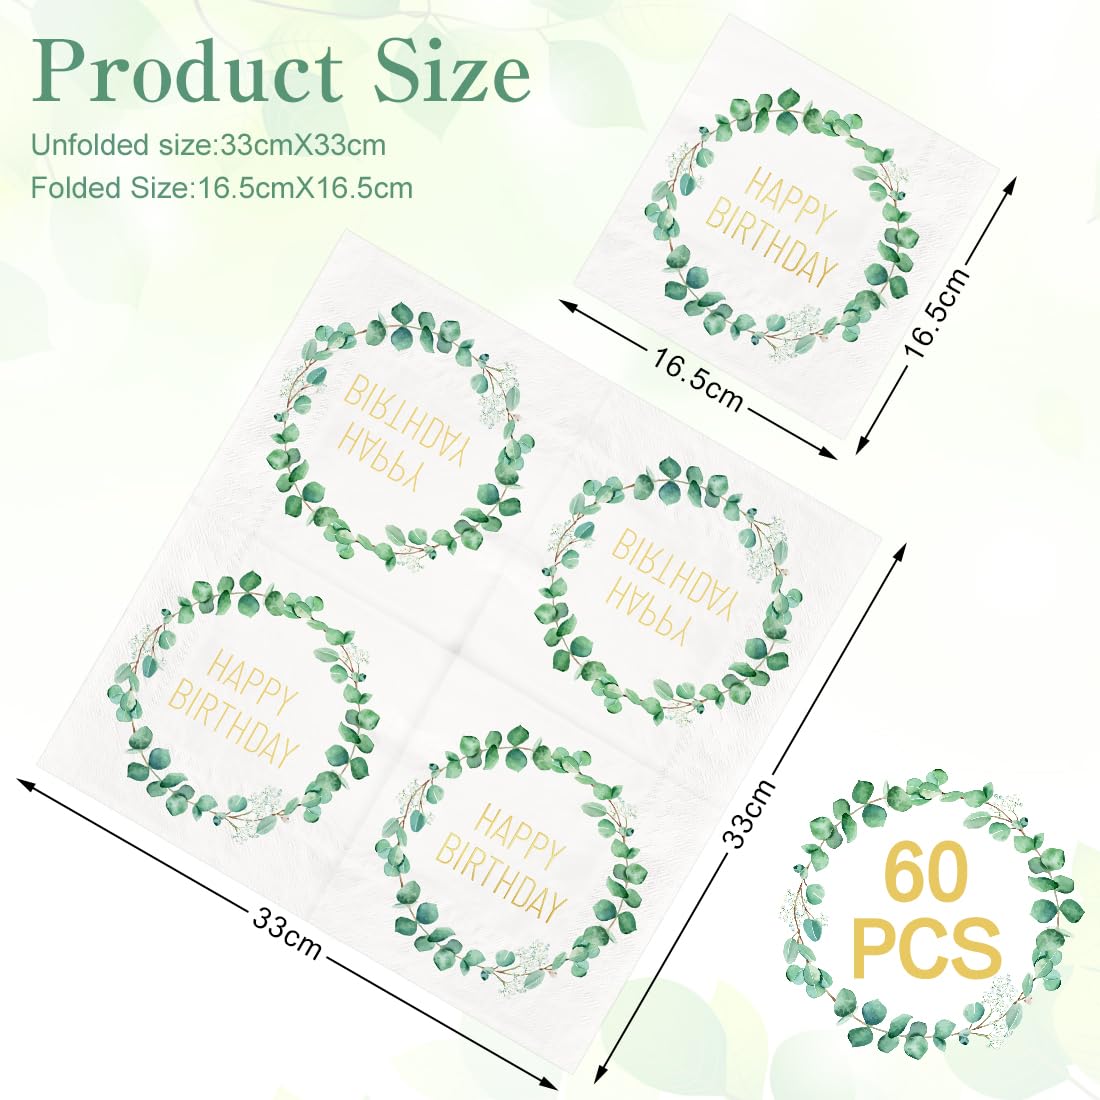 Product Size
Unfolded size:33cmX33cm
Folded Size:16.5cmX16.5cm
HAPPY
BIRTHDAY
16.5cm
16.5cm
BIRTHDAY
HAPPY
BIRTHDAY
HAPPY
HAPPY
BIRTHDAY
HAPPY
BIRTHDAY
33cm
33cm
60
PCS